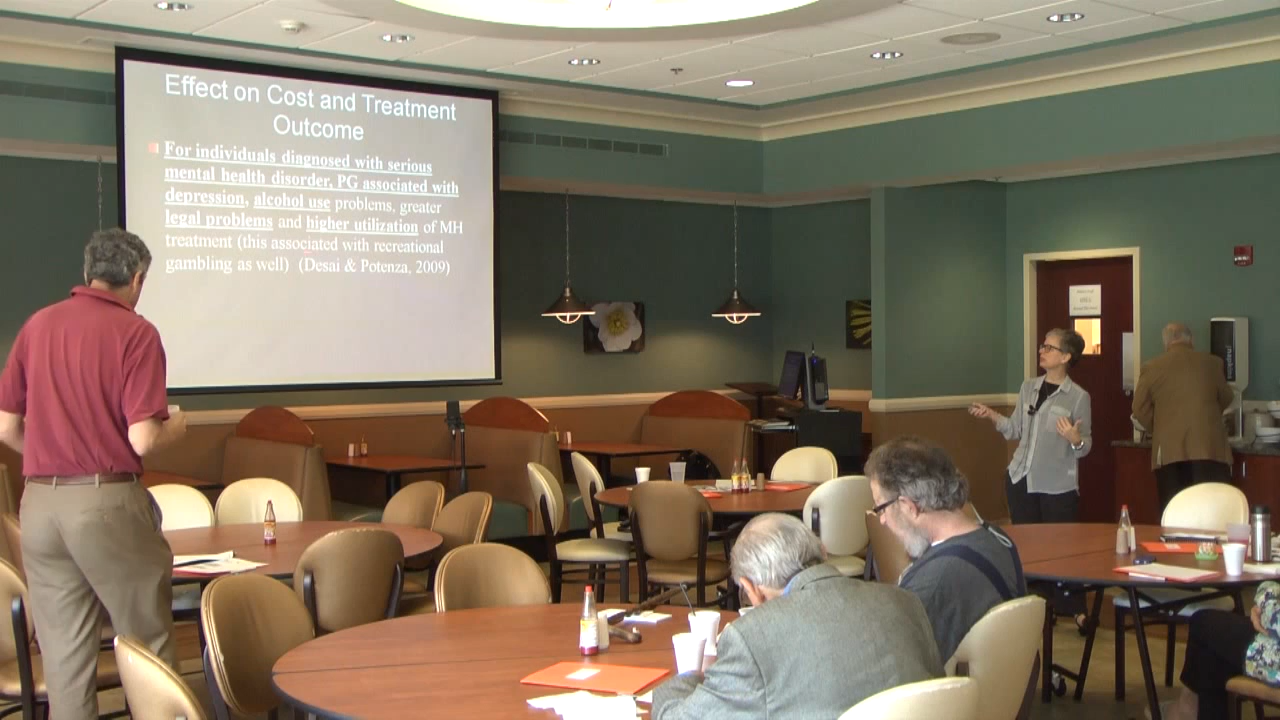 Effect on Cost and Treatment
Outcome
For individuals diagnosed with serious
mental health disorder, PG associated with
depression, alcohol use problems, greater
legal problems and higher utilization of MH
treatment (this associated with recreational
gambling as well) (Desai & Potenza, 2009)